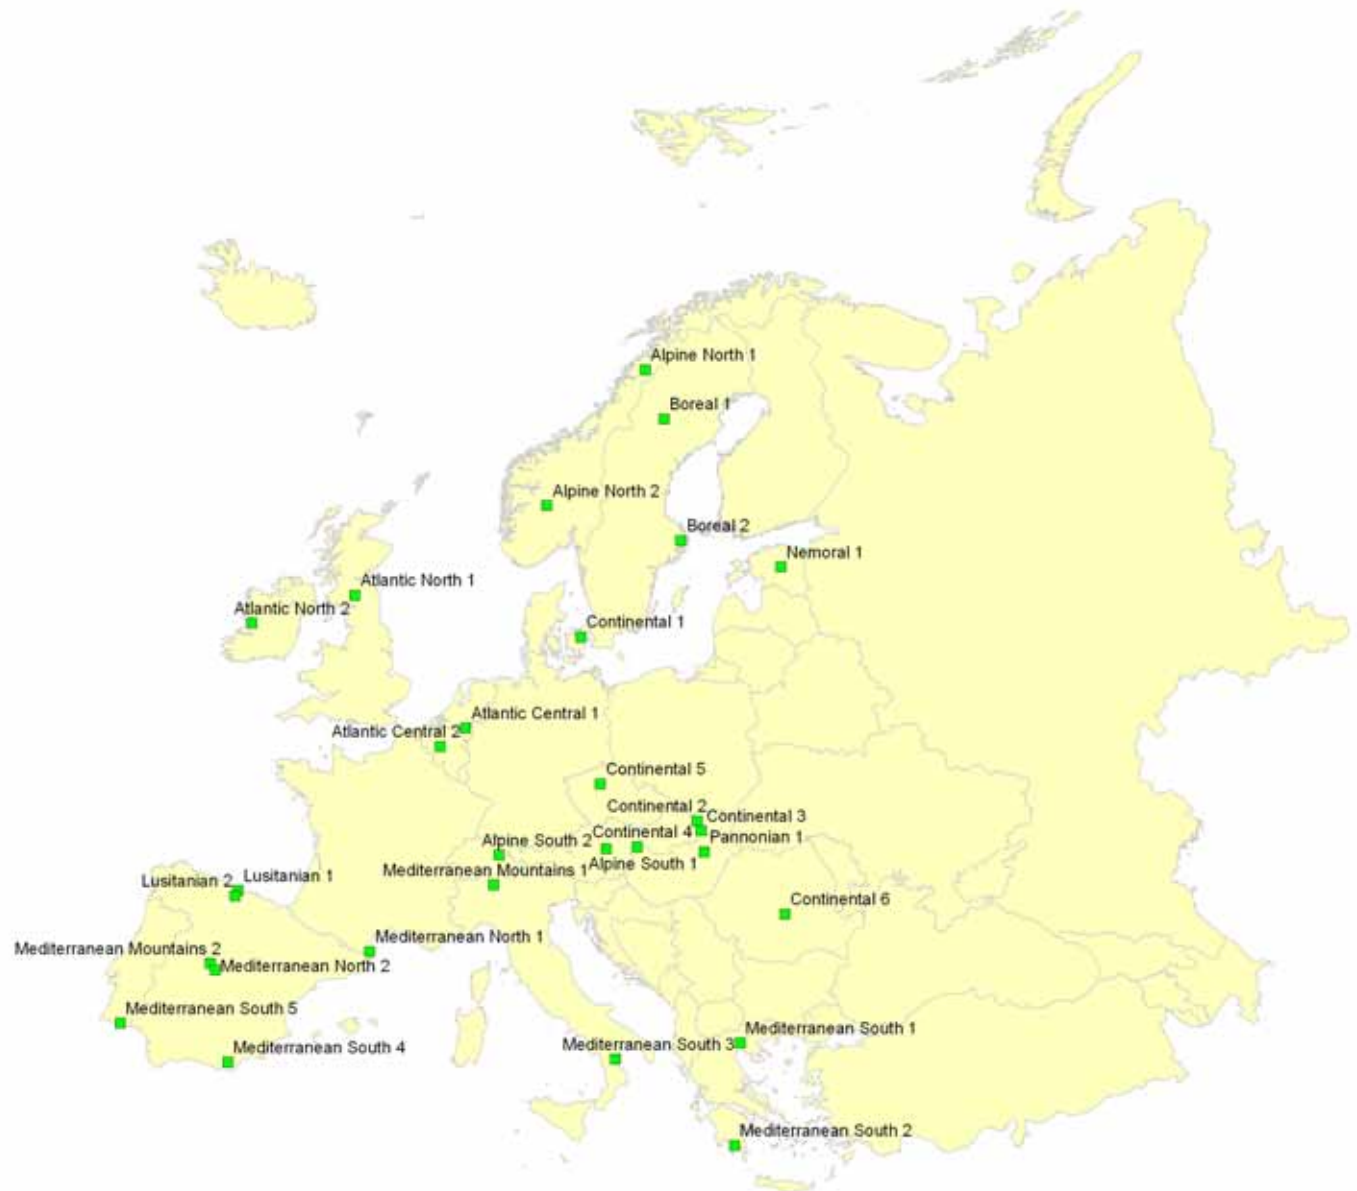 Alpine North 1
Boreal 1
Alpine North 2
Boreal 2
Nemoral 1
Atlantic North 1
Atlantic North 2
Continental 1
Atlantic Central 1
Atlantic Central 2
Continental 5
Continental 2
Continental 3
Continental 4
Pannonian 1
Alpine South 2
Alpine South 1
Mediterranean Mountains 1
Lusitanian 1
Lusitanian 2
Continental 6
Mediterranean North 1
Mediterranean Mountains 2
Mediterranean North 2
Mediterranean South 5
Mediterranean South 1
Mediterranean South 4
Mediterranean South 3
Mediterranean South 2